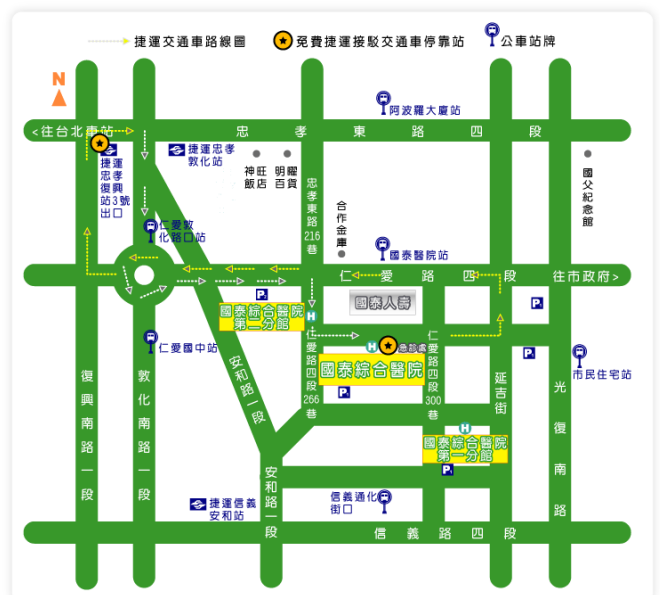 捷運交通車路線圖
免費捷運接駁交通車停靠站
公車站牌
N
阿波羅大廈站
<往台北車站
忠孝東路四段
捷運
忠孝
復興
站3號
出口
捷運忠孝
敦化站
神旺
飯店
明曜
百貨
忠孝東路216巷
合作金庫
國父紀念館
仁愛敦
化路口站
國泰醫院站
仁愛路四段
往市政府>
P
國泰人壽
P
國泰綜合醫院
第二分館
H
仁愛路四段266巷
H
急診處
仁愛路四段300巷
國泰綜合醫院
P
P
仁愛國中站
安和路一段
市民住宅站
復興南路一段
敦化南路一段
延吉街
光復南路
H
國泰綜合醫院
第一分館
P
安和路一段
捷運信義
安和站
信義通化
街口
信義路四段